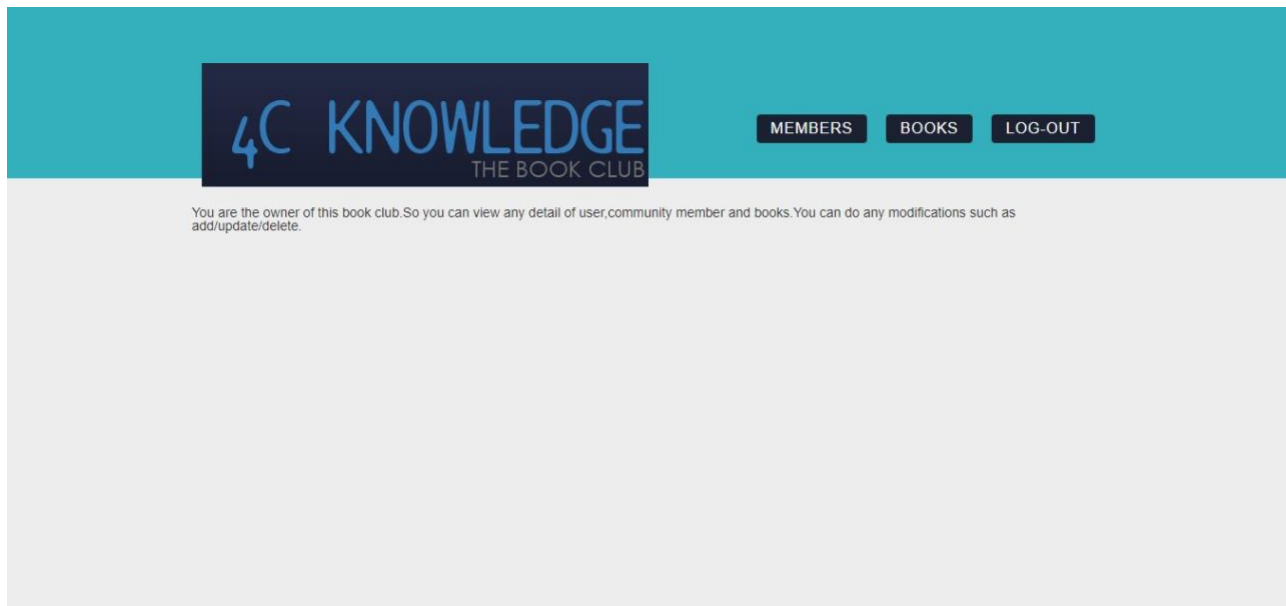 4C KNOWLEDGE
THE BOOK CLUB
MEMBERS BOOKS LOG-OUT
You are the owner of this book club.So you can view any detail of user,community member and books.You can do any modifications such as
add/update/delete.